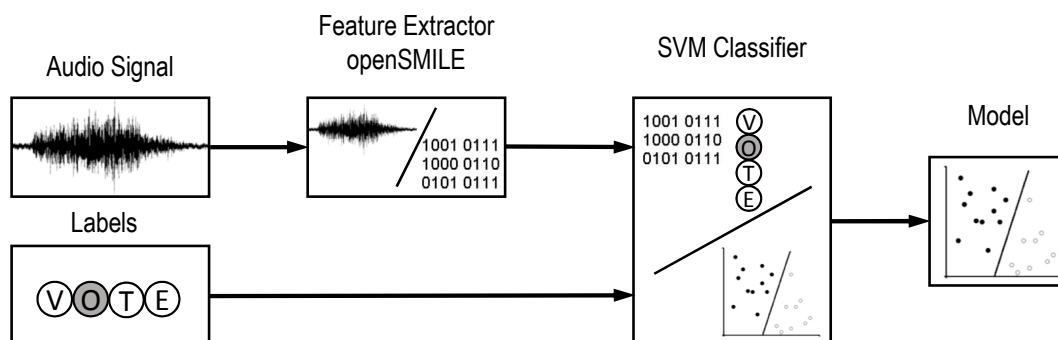 Audio Signal
Feature Extractor
openSMILE
SVM Classifier
Model
1001 0111
1000 0110
0101 0111
1001 0111
1000 0110
0101 0111
V
O
T
E
Labels
VOTE